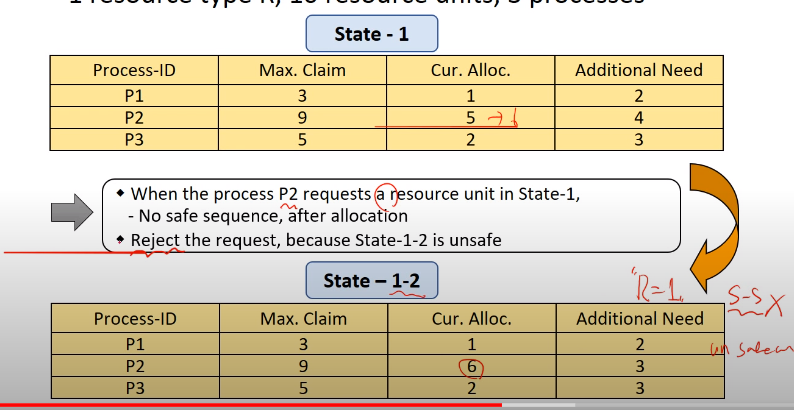 1 resource type R, 10 resource units, 3 processes
State - 1
Process-ID Max. Claim Cur. Alloc. Additional Need
P1 3 1 2
P2 9 5 → 6 4
P3 5 2 3
◆ When the process P2 requests a resource unit in State-1,
- No safe sequence, after allocation
◆ Reject the request, because State-1-2 is unsafe
State – 1-2
"R=1"
S-S X
Process-ID Max. Claim Cur. Alloc. Additional Need
P1 3 1 2
P2 9 6 3
P3 5 2 3